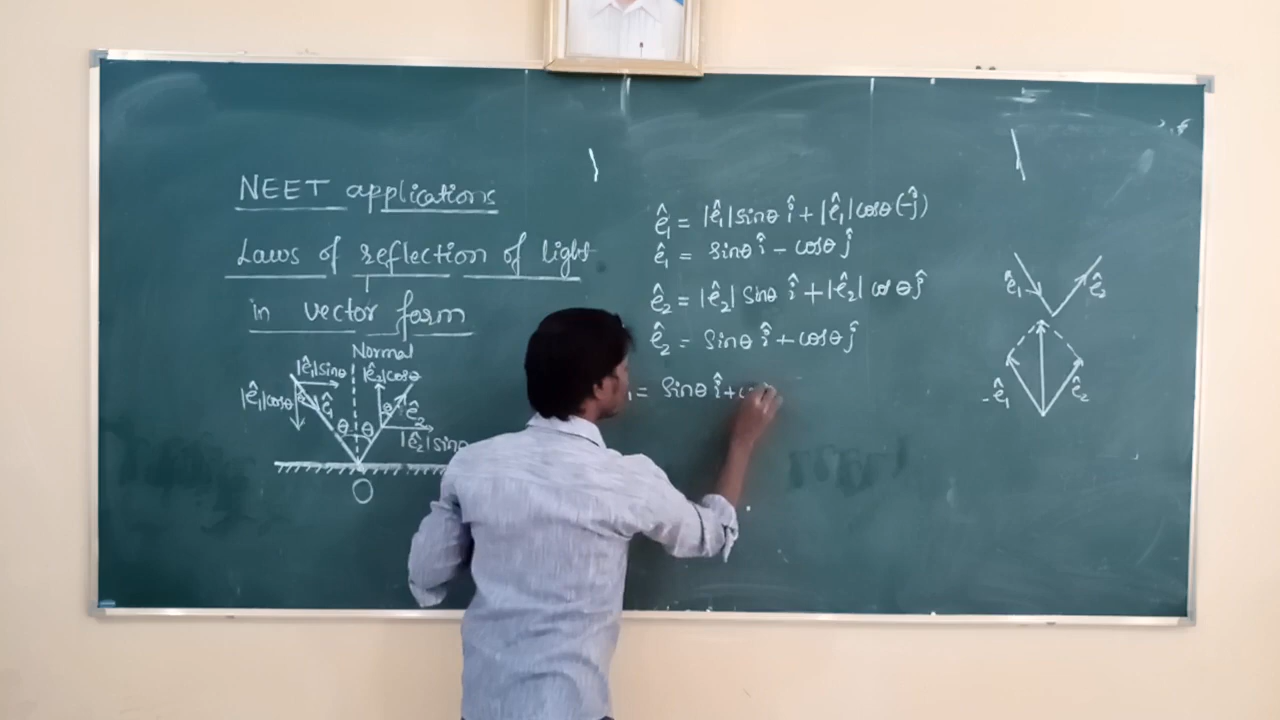 NEET applications
Laws of reflection of light
in vector form
Normal
|ê₁|sinθ
|ê₂|cosθ
|ê₁|cosθ
θ
ê₁
θ
θ
θ
ê₂
|ê₂|sinθ
O
ê₁ = |ê₁|sinθ î + |ê₁|cosθ (-ĵ)
ê₁ = sinθ î - cosθ ĵ
ê₂ = |ê₂| sinθ î + |ê₂| cosθ ĵ
ê₂ = sinθ î + cosθ ĵ
₁ = sinθ î + c
ê₁
ê₂
-ê₁
ê₂